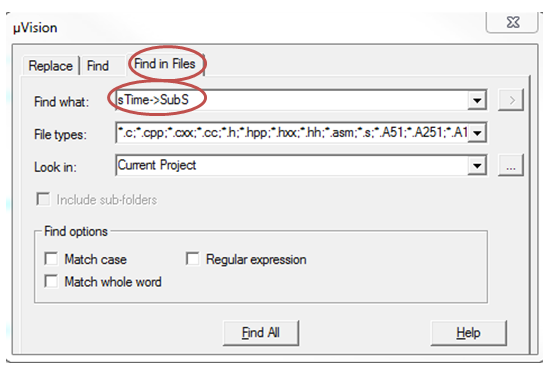 µVision
Replace Find Find in Files
Find what: sTime->SubS >
File types: *.c;*.cpp;*.cxx;*.cc;*.h;*.hpp;*.hxx;*.hh;*.asm;*.s;*.A51;*.A251;*.A1
Look in: Current Project ...
Include sub-folders
Find options
Match case Regular expression
Match whole word
Find All Help